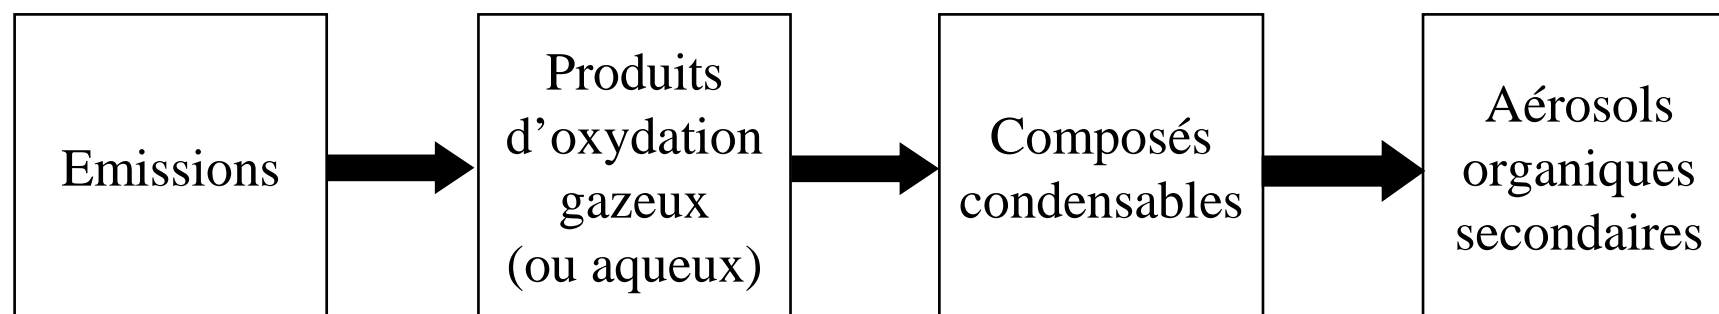 Emissions
Produits
d’oxydation
gazeux
(ou aqueux)
Composés
condensables
Aérosols
organiques
secondaires